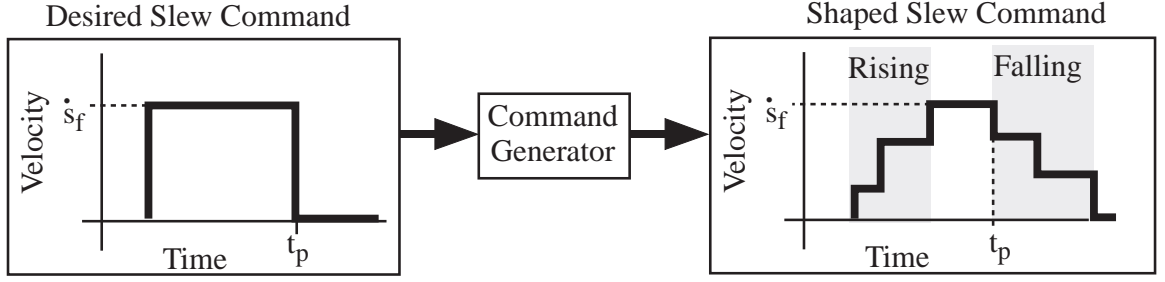 Desired Slew Command
Velocity
ṡf
Time
tp
Command
Generator
Shaped Slew Command
Velocity
ṡf
Rising
Falling
Time
tp